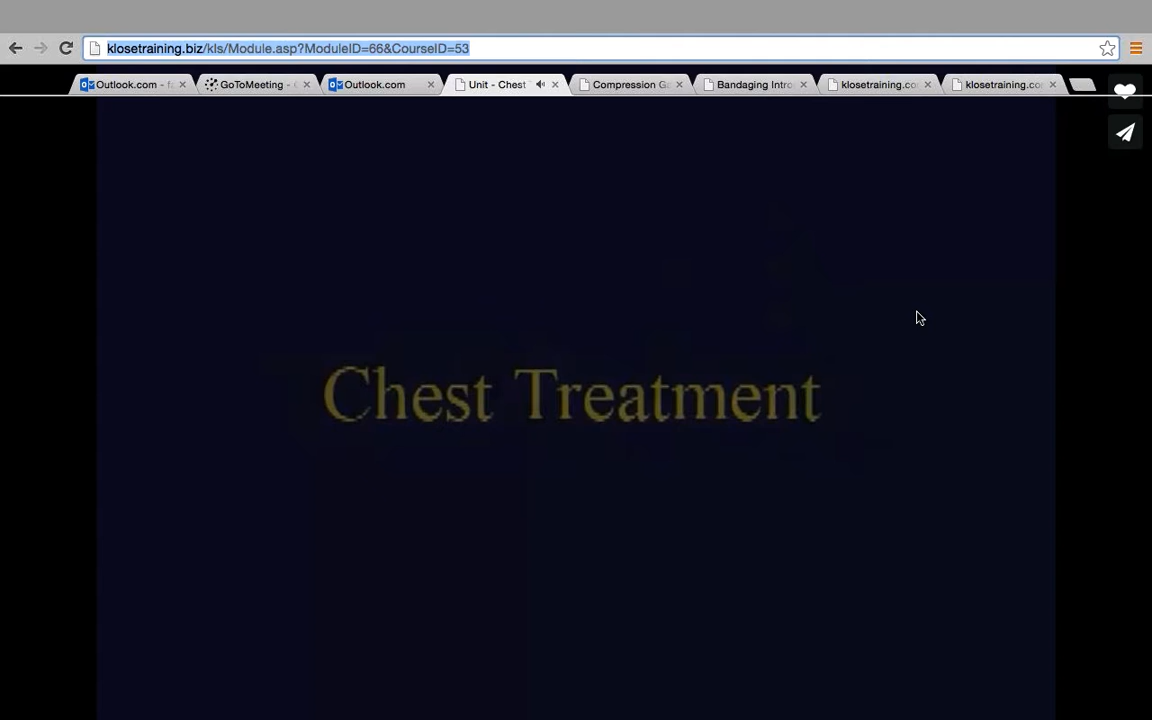 klosetraining.biz/kls/Module.asp?ModuleID=66&CourseID=53
Outlook.com - f
GoToMeeting -
Outlook.com
Unit - Chest
Compression Ga
Bandaging Intro
klosetraining.co
klosetraining.co
Chest Treatment